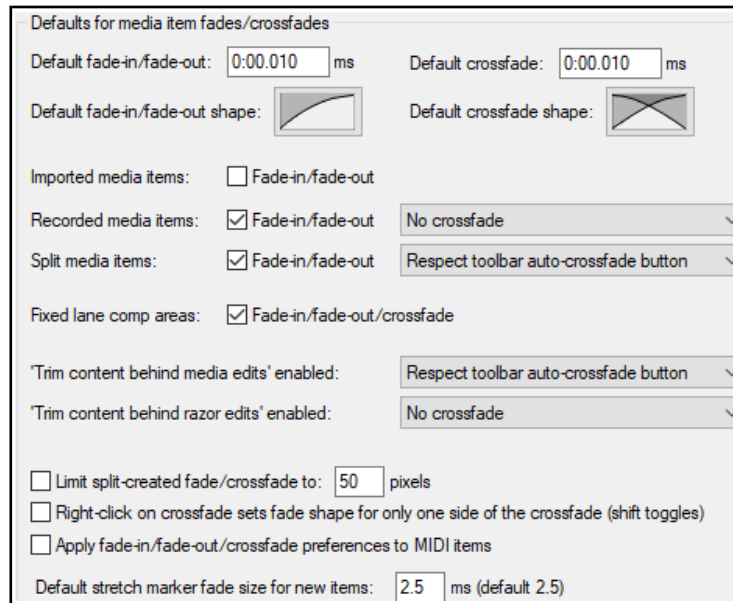 Defaults for media item fades/crossfades
Default fade-in/fade-out: 0:00.010 ms Default crossfade: 0:00.010 ms
Default fade-in/fade-out shape: Default crossfade shape:
Imported media items: Fade-in/fade-out
Recorded media items: Fade-in/fade-out No crossfade
Split media items: Fade-in/fade-out Respect toolbar auto-crossfade button
Fixed lane comp areas: Fade-in/fade-out/crossfade
'Trim content behind media edits' enabled: Respect toolbar auto-crossfade button
'Trim content behind razor edits' enabled: No crossfade
Limit split-created fade/crossfade to: 50 pixels
Right-click on crossfade sets fade shape for only one side of the crossfade (shift toggles)
Apply fade-in/fade-out/crossfade preferences to MIDI items
Default stretch marker fade size for new items: 2.5 ms (default 2.5)